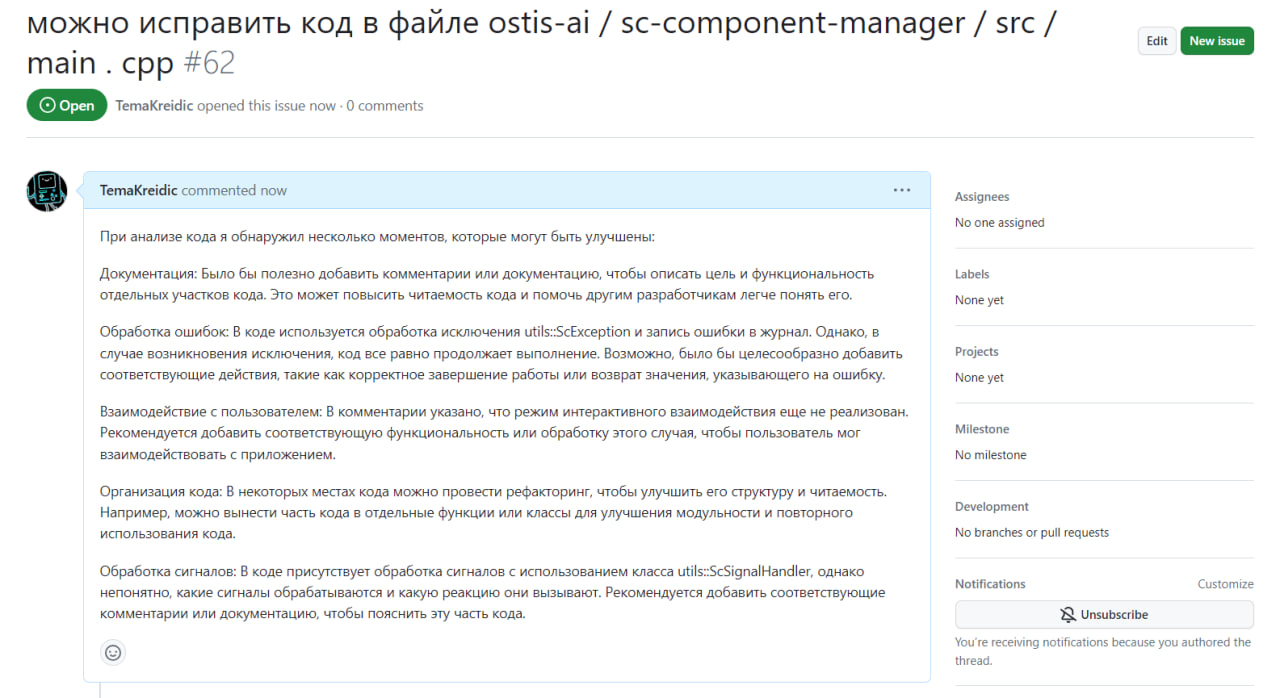 можно исправить код в файле ostis-ai / sc-component-manager / src /
main . cpp #62
Edit
New issue
Open
TemaKreidic opened this issue now · 0 comments
TemaKreidic commented now
При анализе кода я обнаружил несколько моментов, которые могут быть улучшены:
Документация: Было бы полезно добавить комментарии или документацию, чтобы описать цель и функциональность
отдельных участков кода. Это может повысить читаемость кода и помочь другим разработчикам легче понять его.
Обработка ошибок: В коде используется обработка исключения utils::ScException и запись ошибки в журнал. Однако, в
случае возникновения исключения, код все равно продолжает выполнение. Возможно, было бы целесообразно добавить
соответствующие действия, такие как корректное завершение работы или возврат значения, указывающего на ошибку.
Взаимодействие с пользователем: В комментарии указано, что режим интерактивного взаимодействия еще не реализован.
Рекомендуется добавить соответствующую функциональность или обработку этого случая, чтобы пользователь мог
взаимодействовать с приложением.
Организация кода: В некоторых местах кода можно провести рефакторинг, чтобы улучшить его структуру и читаемость.
Например, можно вынести часть кода в отдельные функции или классы для улучшения модульности и повторного
использования кода.
Обработка сигналов: В коде присутствует обработка сигналов с использованием класса utils::ScSignalHandler, однако
непонятно, какие сигналы обрабатываются и какую реакцию они вызывают. Рекомендуется добавить соответствующие
комментарии или документацию, чтобы пояснить эту часть кода.
Assignees
No one assigned
Labels
None yet
Projects
None yet
Milestone
No milestone
Development
No branches or pull requests
Notifications
Customize
Unsubscribe
You're receiving notifications because you authored the
thread.